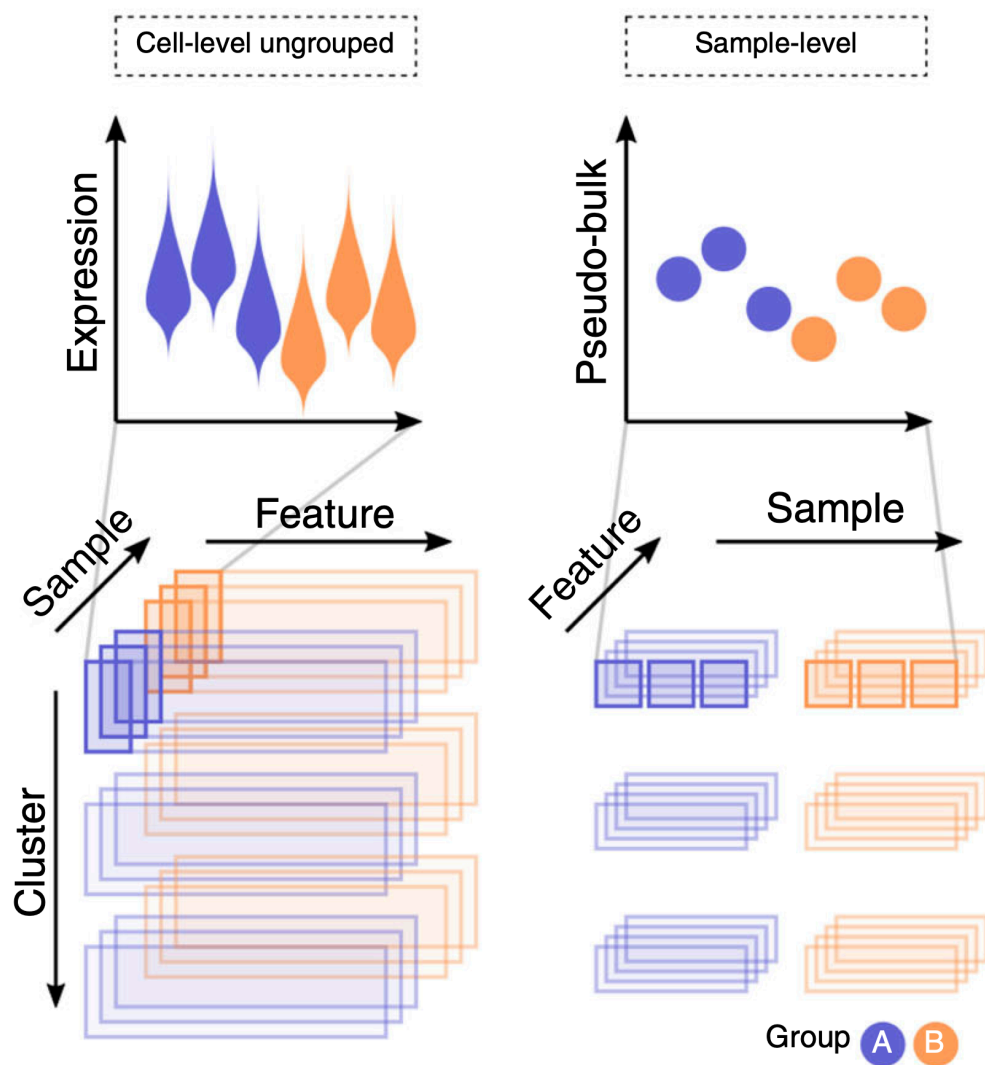 Cell-level ungrouped
Sample-level
Expression
Pseudo-bulk
Sample
Feature
Feature
Sample
Cluster
Group A B